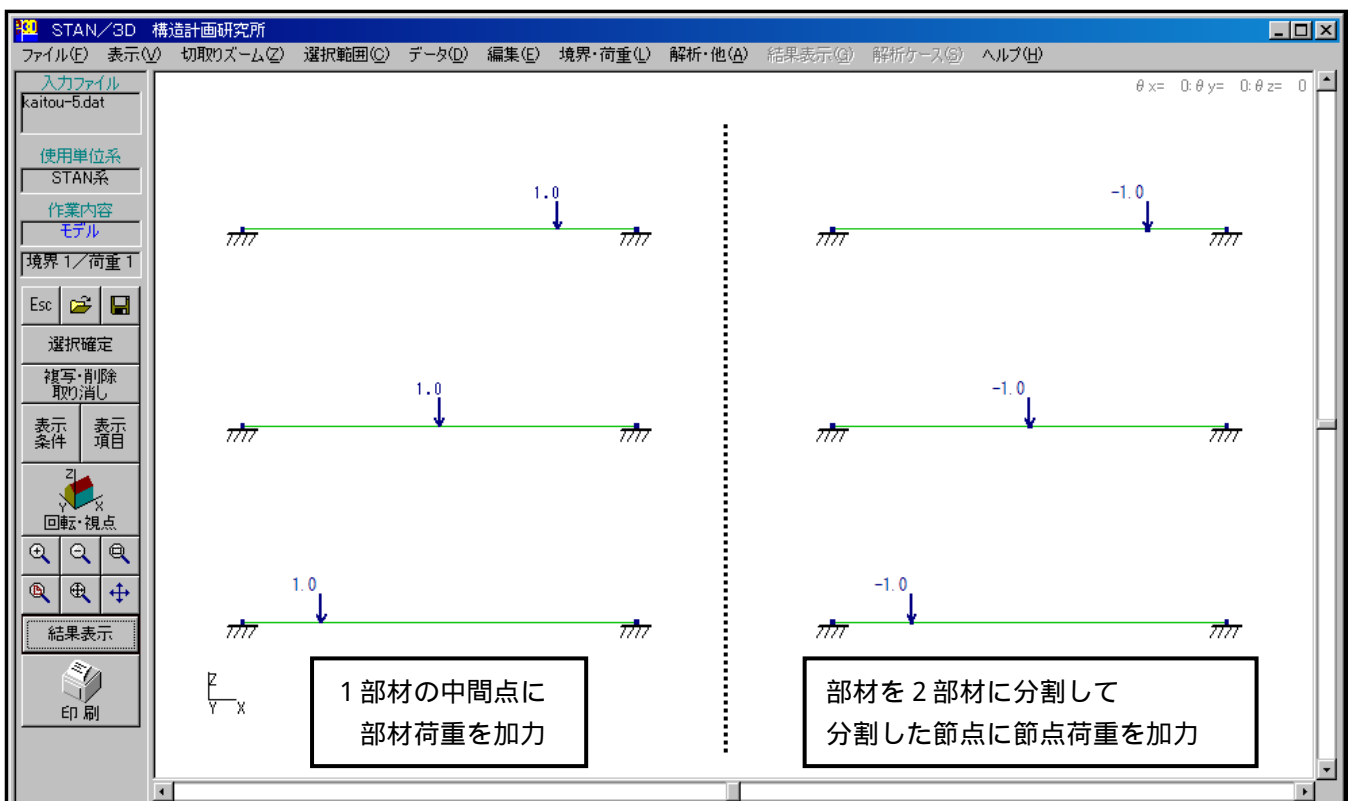 STAN/3D 構造計画研究所
ファイル(F) 表示(V) 切取りズーム(Z) 選択範囲(C) データ(D) 編集(E) 境界・荷重(L) 解析・他(A) 結果表示(G) 解析ケース(S) ヘルプ(H)
入力ファイル
kaitou-5.dat
使用単位系
STAN系
作業内容
モデル
境界 1/荷重 1
Esc
選択確定
複写・削除
取り消し
表示
条件
表示
項目
Z
Y X
回転・視点
結果表示
印 刷
θx= 0:θy= 0:θz= 0
1.0
-1.0
1.0
-1.0
1.0
-1.0
Z
Y X
1部材の中間点に
部材荷重を加力
部材を2部材に分割して
分割した節点に節点荷重を加力